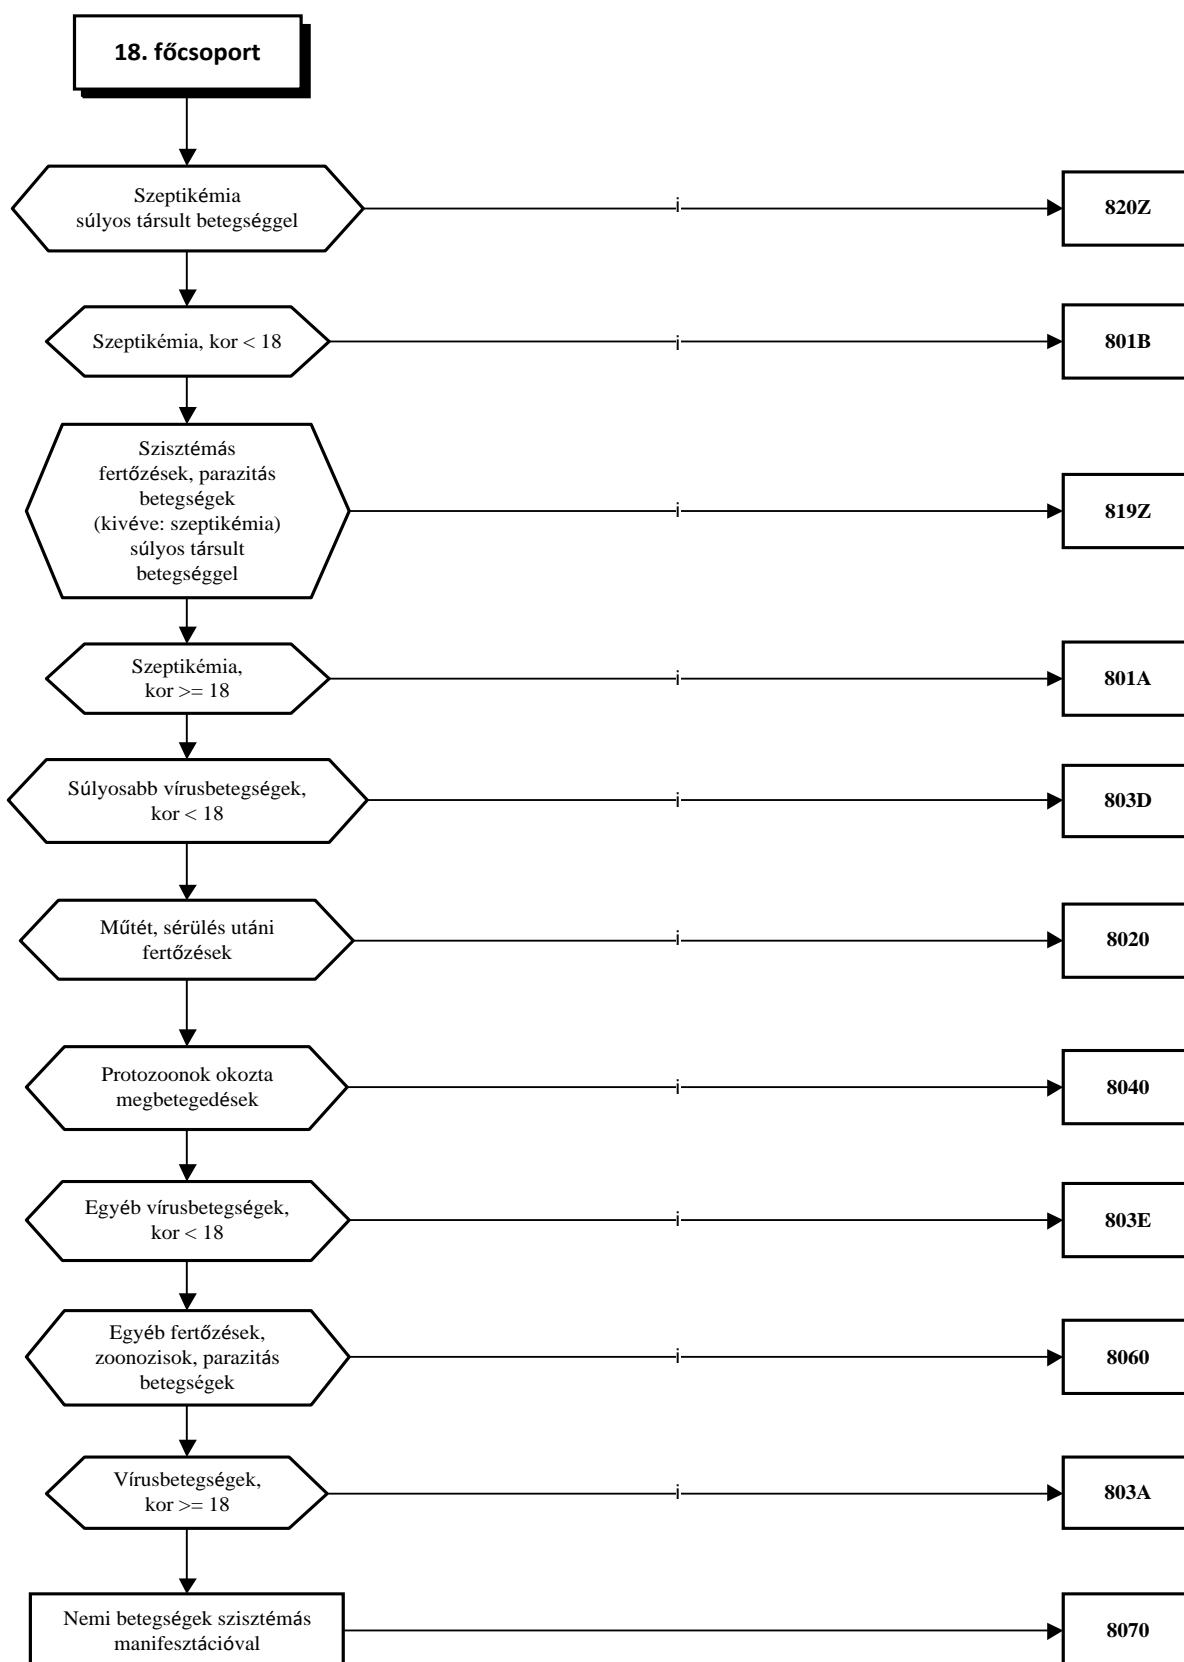 18. főcsoport
Szeptikémia
súlyos társult betegséggel
i
820Z
Szeptikémia, kor < 18
i
801B
Szisztémás
fertőzések, parazitás
betegségek
(kivéve: szeptikémia)
súlyos társult
betegséggel
i
819Z
Szeptikémia,
kor >= 18
i
801A
Súlyosabb vírusbetegségek,
kor < 18
i
803D
Műtét, sérülés utáni
fertőzések
i
8020
Protozoonok okozta
megbetegedések
i
8040
Egyéb vírusbetegségek,
kor < 18
i
803E
Egyéb fertőzések,
zoonozisok, parazitás
betegségek
i
8060
Vírusbetegségek,
kor >= 18
i
803A
Nemi betegségek szisztémás
manifesztációval
8070